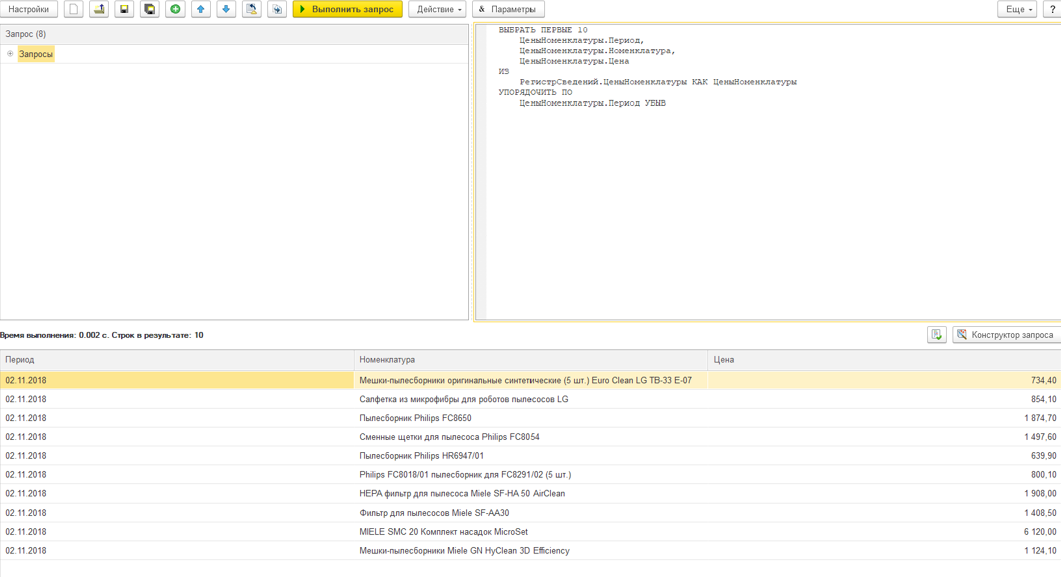 Настройки Выполнить запрос Действие & Параметры Еще ?
Запрос (8)
Запросы
ВЫБРАТЬ ПЕРВЫЕ 10
ЦеныНоменклатуры.Период,
ЦеныНоменклатуры.Номенклатура,
ЦеныНоменклатуры.Цена
ИЗ
РегистрСведений.ЦеныНоменклатуры КАК ЦеныНоменклатуры
УПОРЯДОЧИТЬ ПО
ЦеныНоменклатуры.Период УБЫВ
Время выполнения: 0.002 с. Строк в результате: 10
Конструктор запроса
Период Номенклатура Цена
02.11.2018 Мешки-пылесборники оригинальные синтетические (5 шт.) Euro Clean LG TB-33 E-07 734,40
02.11.2018 Салфетка из микрофибры для роботов пылесосов LG 854,10
02.11.2018 Пылесборник Philips FC8650 1 874,70
02.11.2018 Сменные щетки для пылесоса Philips FC8054 1 497,60
02.11.2018 Пылесборник Philips HR6947/01 639,90
02.11.2018 Philips FC8018/01 пылесборник для FC8291/02 (5 шт.) 800,10
02.11.2018 HEPA фильтр для пылесоса Miele SF-HA 50 AirClean 1 908,00
02.11.2018 Фильтр для пылесосов Miele SF-AA30 1 408,50
02.11.2018 MIELE SMC 20 Комплект насадок MicroSet 6 120,00
02.11.2018 Мешки-пылесборники Miele GN HyClean 3D Efficiency 1 124,10